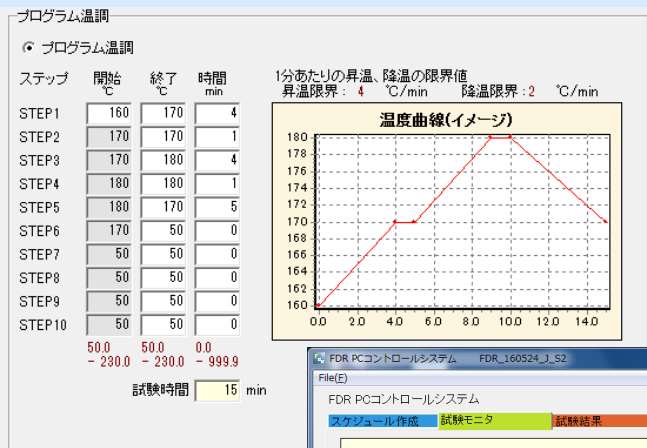 プログラム温調
プログラム温調
ステップ 開始 ℃ 終了 ℃ 時間 min
STEP1 160 170 4
STEP2 170 170 1
STEP3 170 180 4
STEP4 180 180 1
STEP5 180 170 5
STEP6 170 50 0
STEP7 50 50 0
STEP8 50 50 0
STEP9 50 50 0
STEP10 50 50 0
50.0 50.0 0.0
- 230.0 - 230.0 - 999.9
試験時間 15 min
1分あたりの昇温、降温の限界値
昇温限界： 4 ℃/min 降温限界：2 ℃/min
温度曲線(イメージ)
180
178
176
174
172
170
168
166
164
162
160
0.0 2.0 4.0 6.0 8.0 10.0 12.0 14.0
FDR PCコントロールシステム FDR_160524_J_S2
File(F)
FDR PCコントロールシステム
スケジュール作成 試験モニタ 試験結果